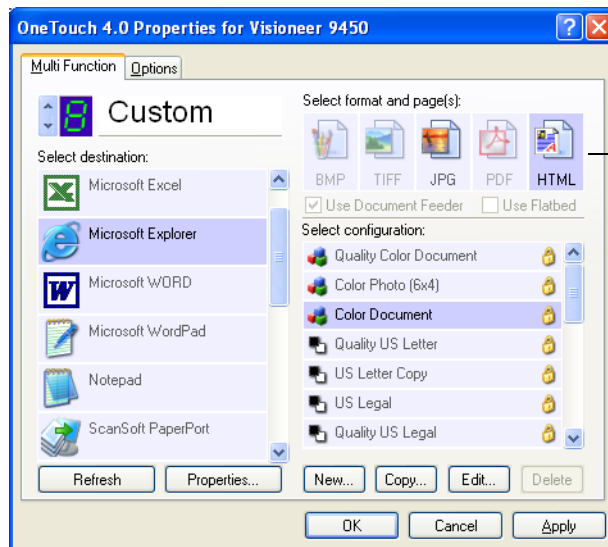 OneTouch 4.0 Properties for Visioneer 9450
Multi Function
Options
8
Custom
Select destination:
Microsoft Excel
Microsoft Explorer
Microsoft WORD
Microsoft WordPad
Notepad
ScanSoft PaperPort
Refresh
Properties...
Select format and page(s):
BMP TIFF JPG PDF HTML
Use Document Feeder
Use Flatbed
Select configuration:
Quality Color Document
Color Photo (6x4)
Color Document
Quality US Letter
US Letter Copy
US Legal
Quality US Legal
New...
Copy...
Edit...
Delete
OK
Cancel
Apply